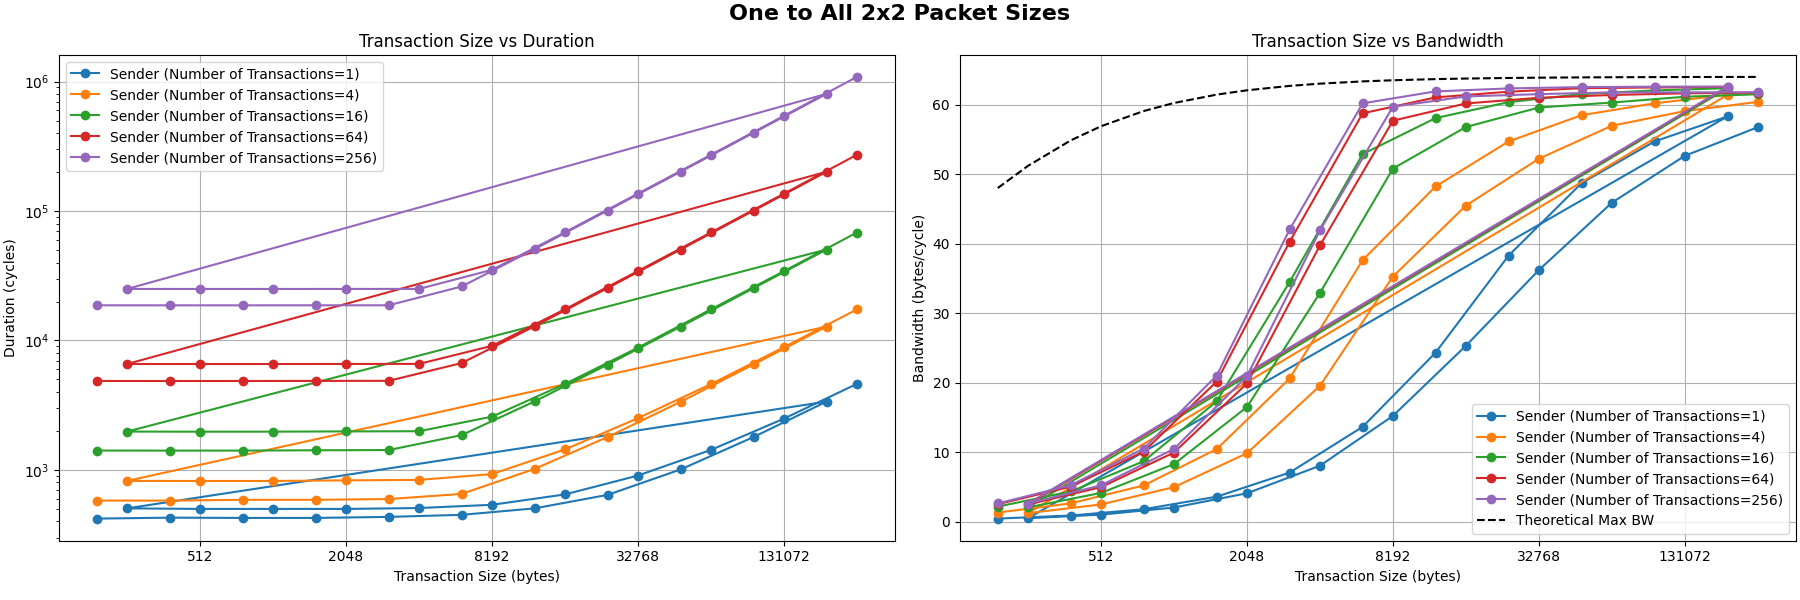 One to All 2x2 Packet Sizes
Transaction Size vs Duration
Duration (cycles)
10^6
10^5
10^4
10^3
Sender (Number of Transactions=1)
Sender (Number of Transactions=4)
Sender (Number of Transactions=16)
Sender (Number of Transactions=64)
Sender (Number of Transactions=256)
512 2048 8192 32768 131072
Transaction Size (bytes)
Transaction Size vs Bandwidth
Bandwidth (bytes/cycle)
60
50
40
30
20
10
0
Sender (Number of Transactions=1)
Sender (Number of Transactions=4)
Sender (Number of Transactions=16)
Sender (Number of Transactions=64)
Sender (Number of Transactions=256)
Theoretical Max BW
512 2048 8192 32768 131072
Transaction Size (bytes)